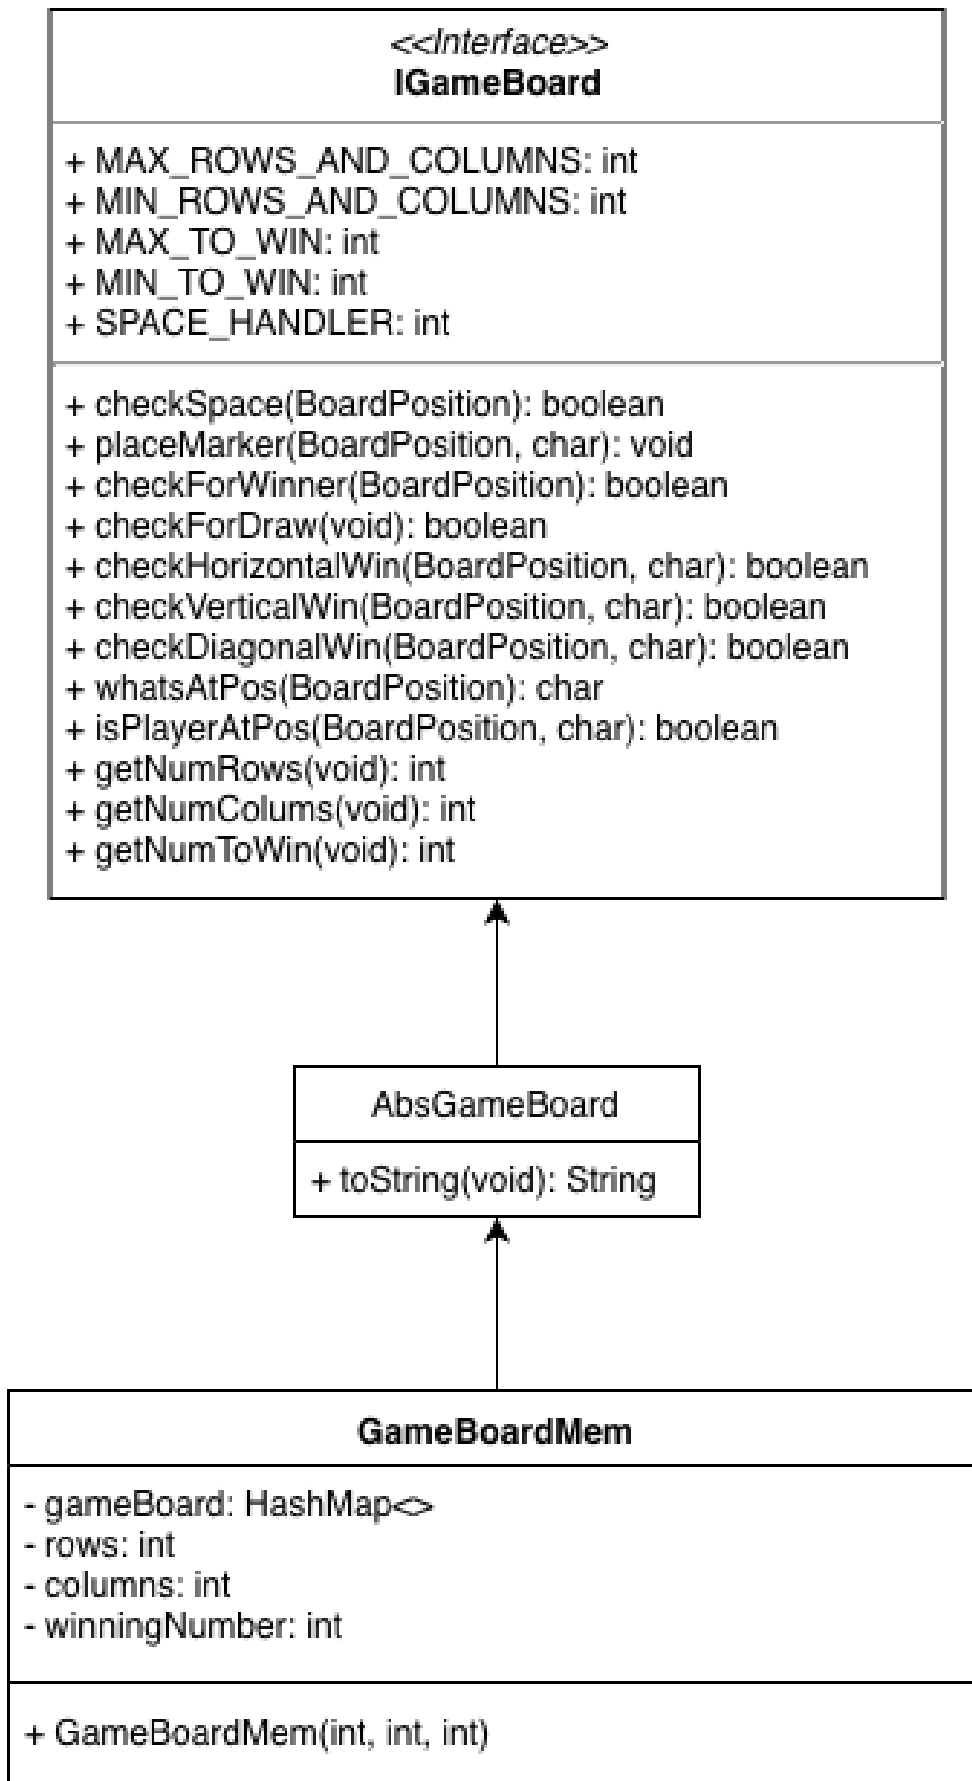 <<Interface>>
IGameBoard
+ MAX_ROWS_AND_COLUMNS: int
+ MIN_ROWS_AND_COLUMNS: int
+ MAX_TO_WIN: int
+ MIN_TO_WIN: int
+ SPACE_HANDLER: int
+ checkSpace(BoardPosition): boolean
+ placeMarker(BoardPosition, char): void
+ checkForWinner(BoardPosition): boolean
+ checkForDraw(void): boolean
+ checkHorizontalWin(BoardPosition, char): boolean
+ checkVerticalWin(BoardPosition, char): boolean
+ checkDiagonalWin(BoardPosition, char): boolean
+ whatsAtPos(BoardPosition): char
+ isPlayerAtPos(BoardPosition, char): boolean
+ getNumRows(void): int
+ getNumColums(void): int
+ getNumToWin(void): int
AbsGameBoard
+ toString(void): String
GameBoardMem
- gameBoard: HashMap<>
- rows: int
- columns: int
- winningNumber: int
+ GameBoardMem(int, int, int)